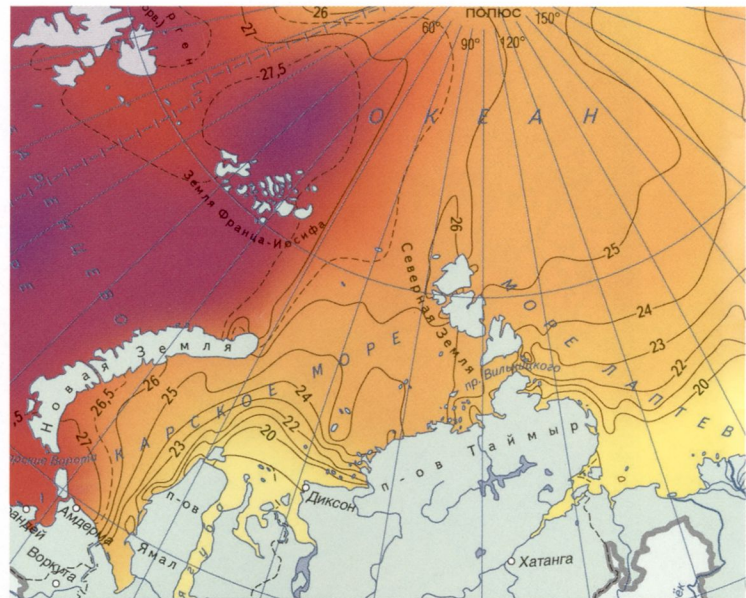 26
ПОЛЮС
150°
60°
90°
120°
27
27,5
О К Е А Н
Земля Франца-Иосифа
26
Северная Земля
25
МОРЕ ЛАПТЕВ
24
23
22
20
Новая Земля
КАРСКОЕ МОРЕ
пр. Вилькицкого
26,5
26
25
24
23
22
20
27
п-ов Таймыр
Диксон
п-ов
Ямал
Амдерма
Воркута
Хатанга